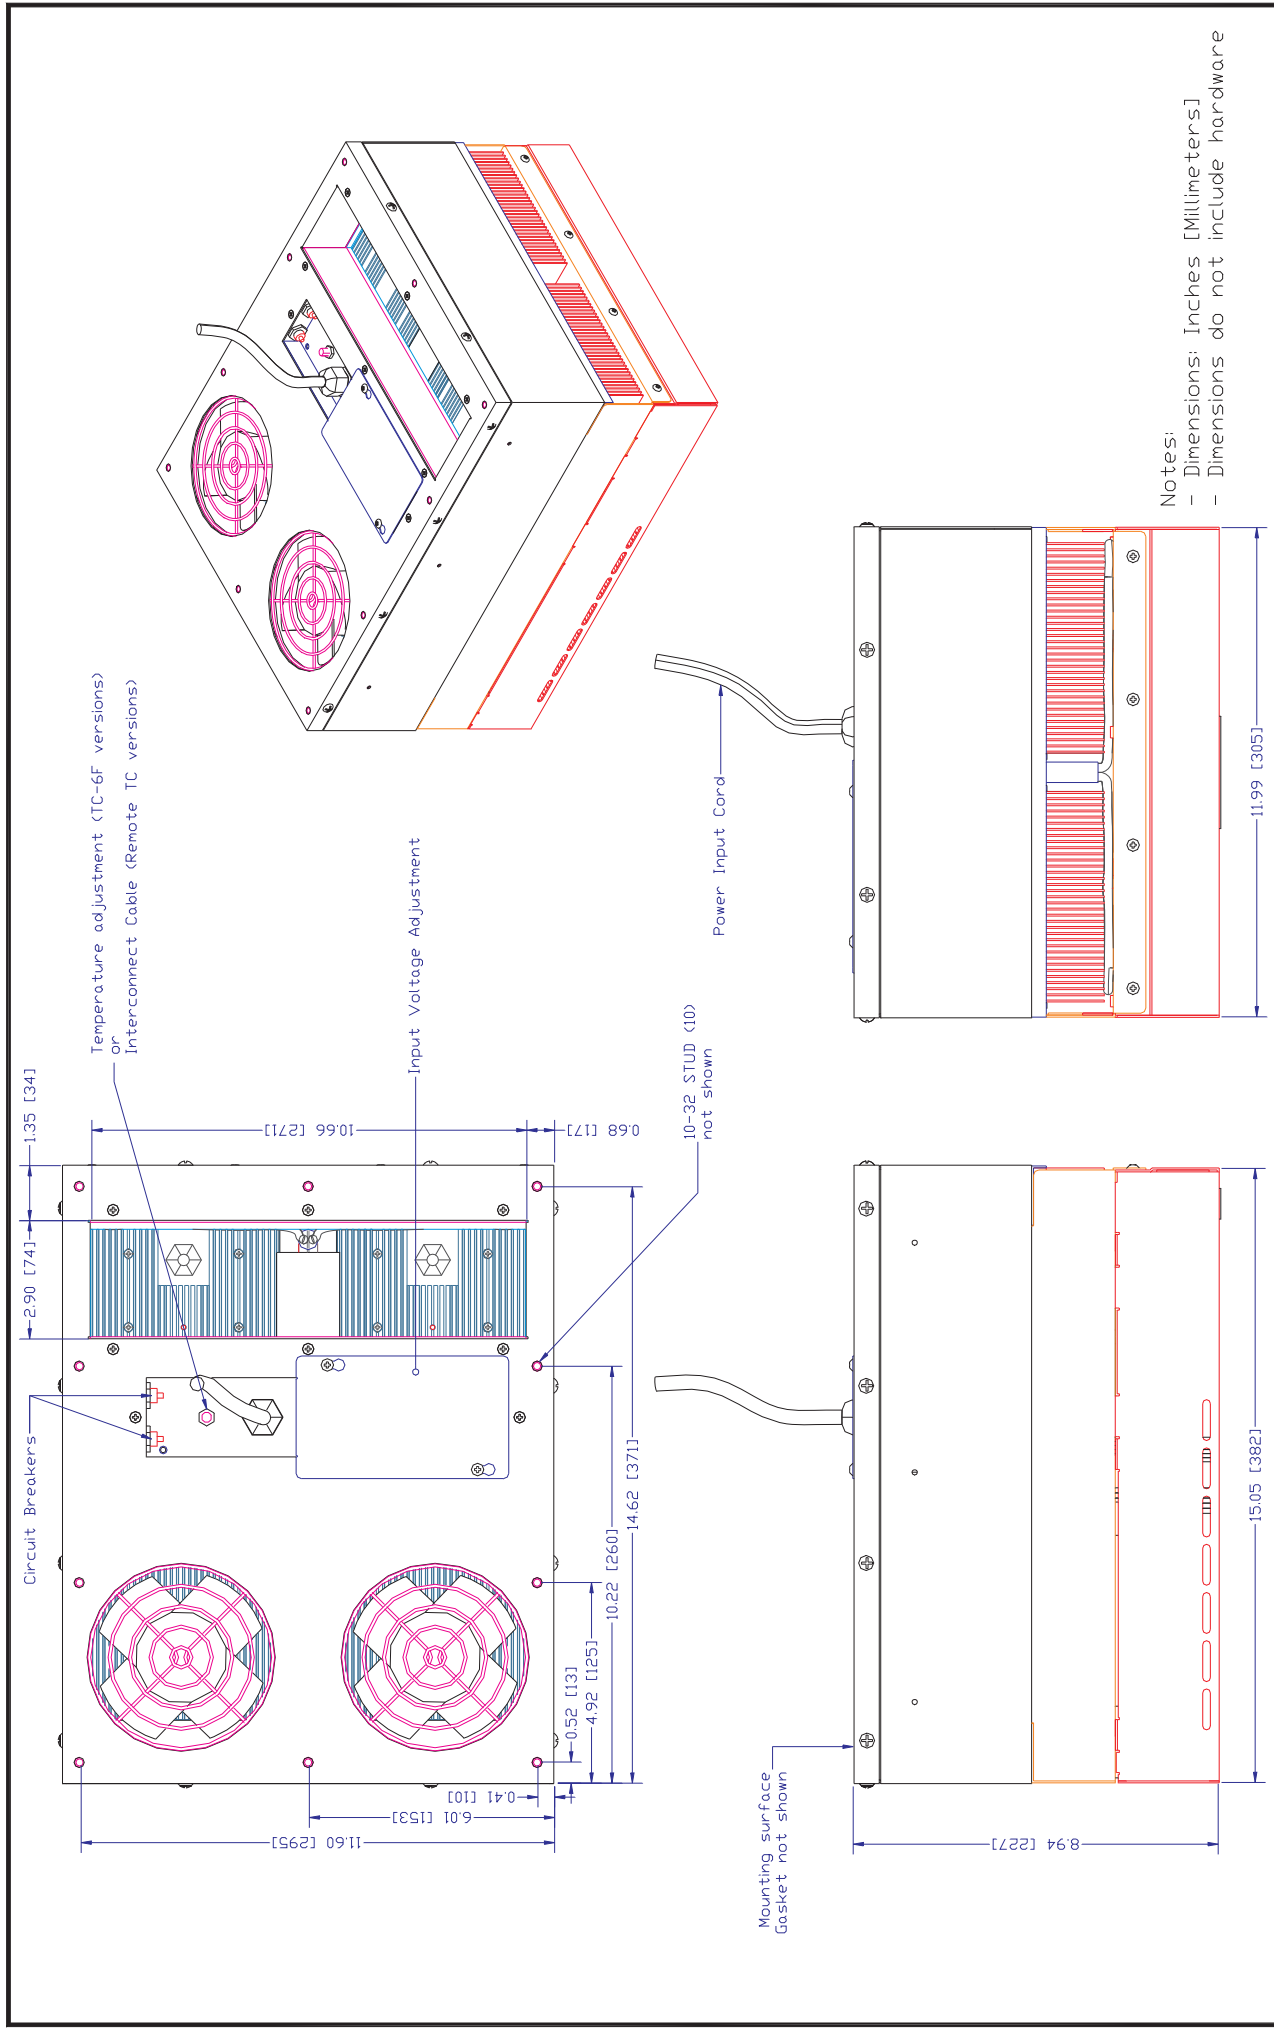 Circuit Breakers
2.90 [74]
1.35 [34]
Temperature adjustment (TC-6F versions)
or
Interconnect Cable (Remote TC versions)
10.66 [271]
0.68 [17]
Input Voltage Adjustment
10-32 STUD (10)
not shown
11.60 [295]
6.01 [153]
0.41 [10]
0.52 [13]
4.92 [125]
10.22 [260]
14.62 [371]
Mounting surface
Gasket not shown
8.94 [227]
15.05 [382]
Power Input Cord
11.99 [305]
Notes:
- Dimensions: Inches [Millimeters]
- Dimensions do not include hardware